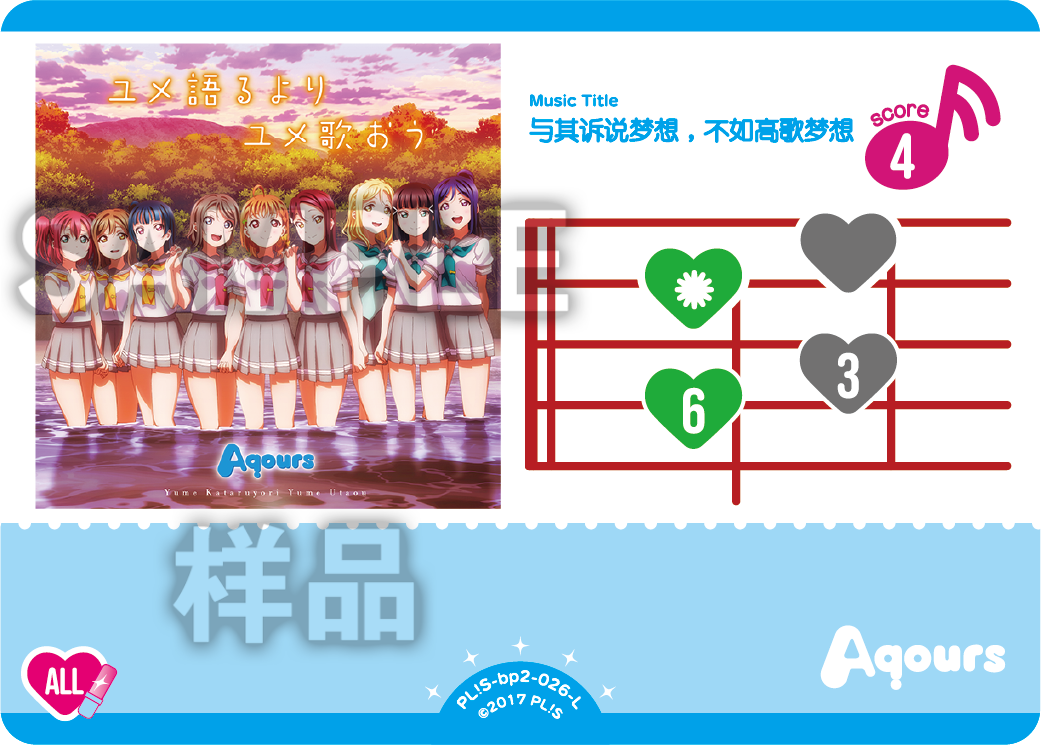 ユメ語るより
ユメ歌おう
Aqours
Yume Kataruyori Yume Utaou
SAMPLE
样品
Music Title
与其诉说梦想，不如高歌梦想
score
4
6
3
ALL
PL!S-bp2-026-L
©2017 PL!S
Aqours